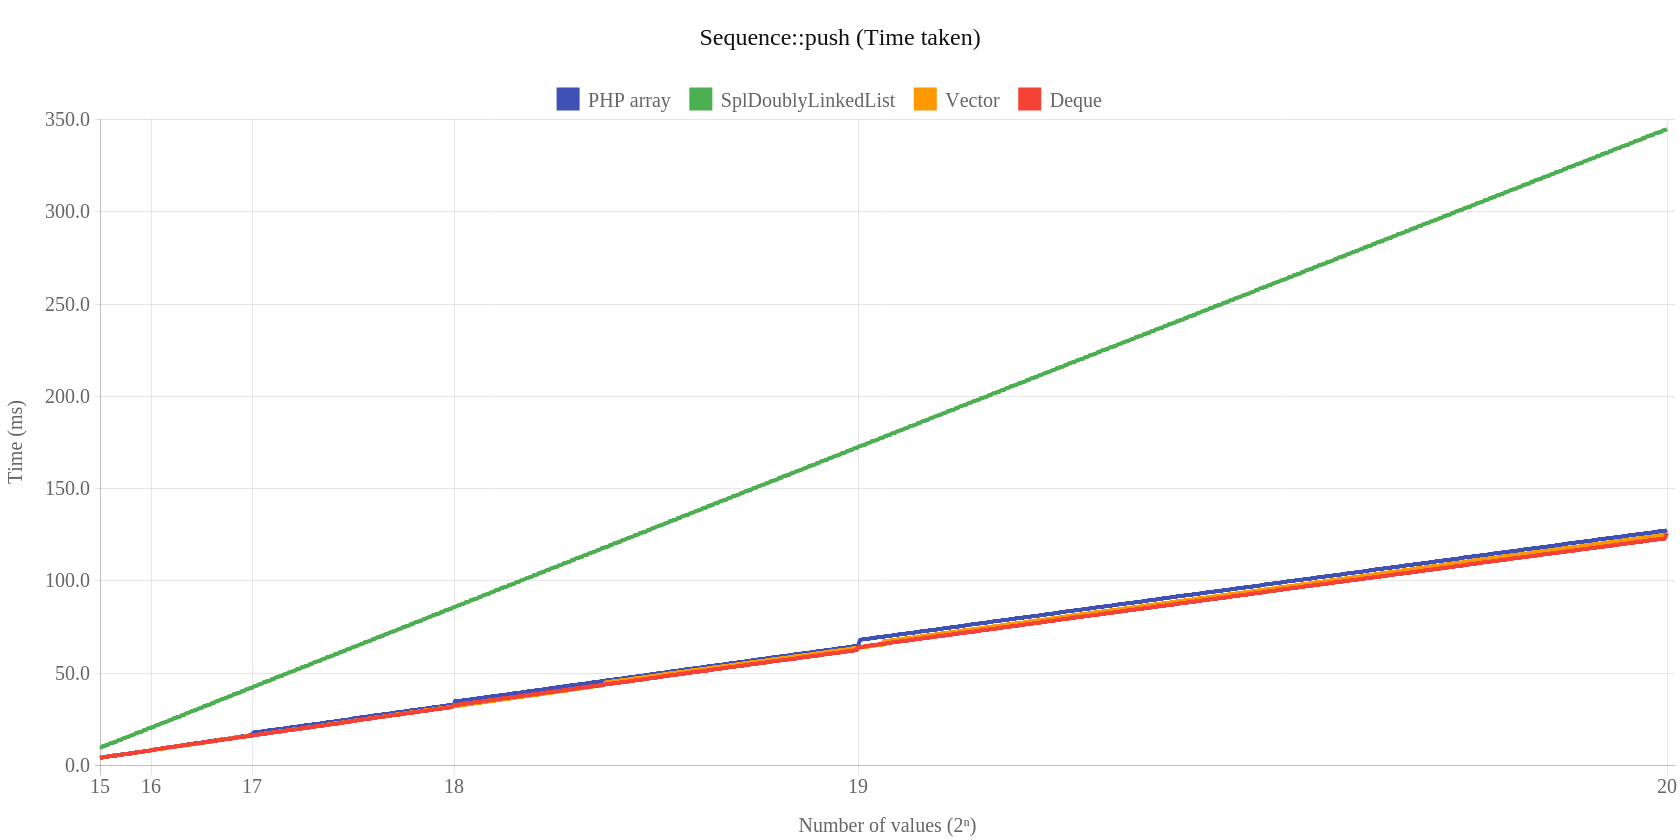 Sequence::push (Time taken)
PHP array SplDoublyLinkedList Vector Deque
350.0
300.0
250.0
200.0
150.0
100.0
50.0
0.0
Time (ms)
15 16 17 18 19 20
Number of values (2ⁿ)